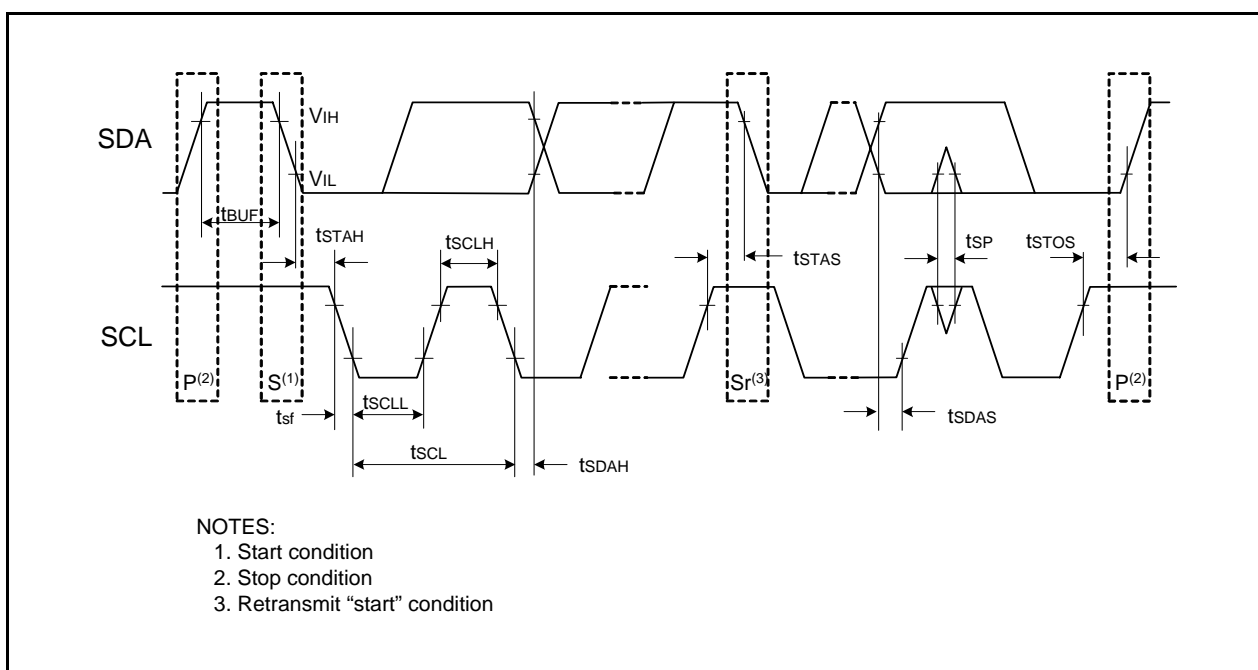 SDA
VIH
VIL
tBUF
tSTAH
tSCLH
tSTAS
tSP
tSTOS
SCL
P(2)
S(1)
Sr(3)
P(2)
tsf
tSCLL
tSCL
tSDAH
tSDAS
NOTES:
1. Start condition
2. Stop condition
3. Retransmit “start” condition